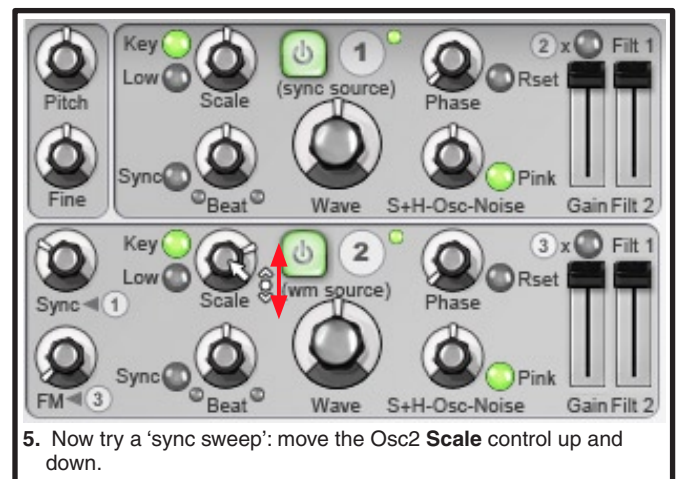 Key
1
2 x
Filt 1
Low
Rset
Pitch
Scale
(sync source)
Phase
Sync
Pink
Fine
Beat
Wave
S+H-Osc-Noise
Gain
Filt 2
Key
2
3 x
Filt 1
Low
Rset
Sync ◄ 1
Scale
(wm source)
Phase
Sync
Pink
FM ◄ 3
Beat
Wave
S+H-Osc-Noise
Gain
Filt 2
5. Now try a ‘sync sweep’: move the Osc2 Scale control up and
down.